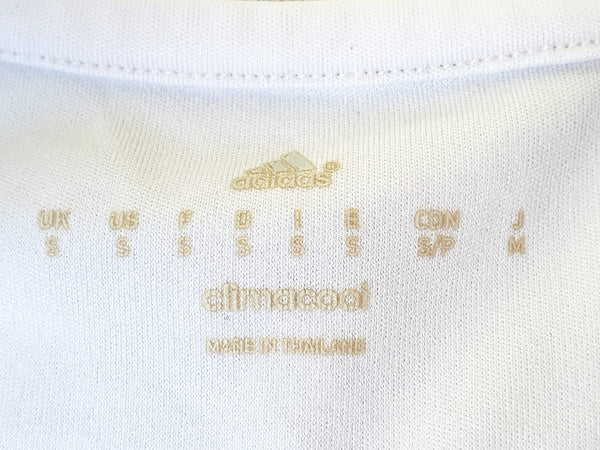 adidas®
UK US F D I E CDN J
S S S S S S S/P M
climacool
MADE IN THAILAND